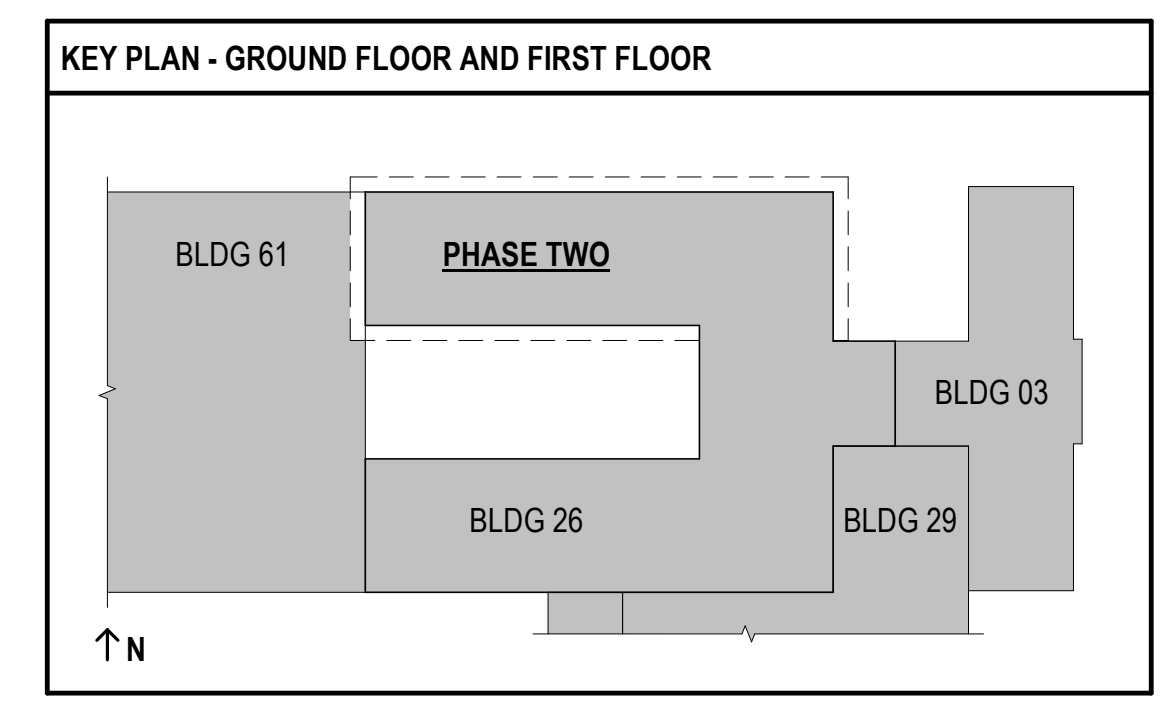 KEY PLAN - GROUND FLOOR AND FIRST FLOOR
BLDG 61
PHASE TWO
BLDG 03
BLDG 26
BLDG 29
N